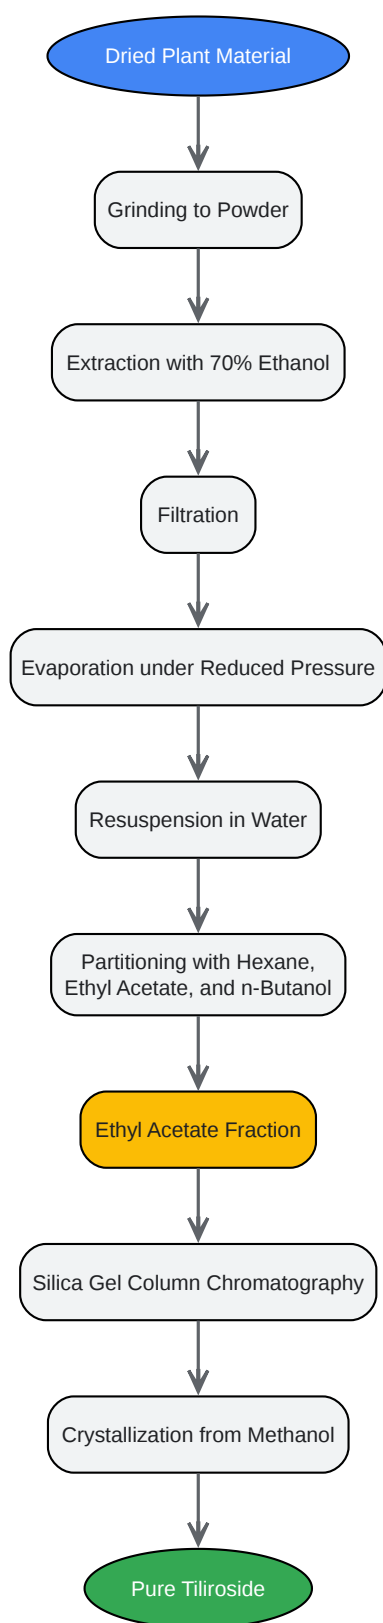 Dried Plant Material
Grinding to Powder
Extraction with 70% Ethanol
Filtration
Evaporation under Reduced Pressure
Resuspension in Water
Partitioning with Hexane,
Ethyl Acetate, and n-Butanol
Ethyl Acetate Fraction
Silica Gel Column Chromatography
Crystallization from Methanol
Pure Tiliroside